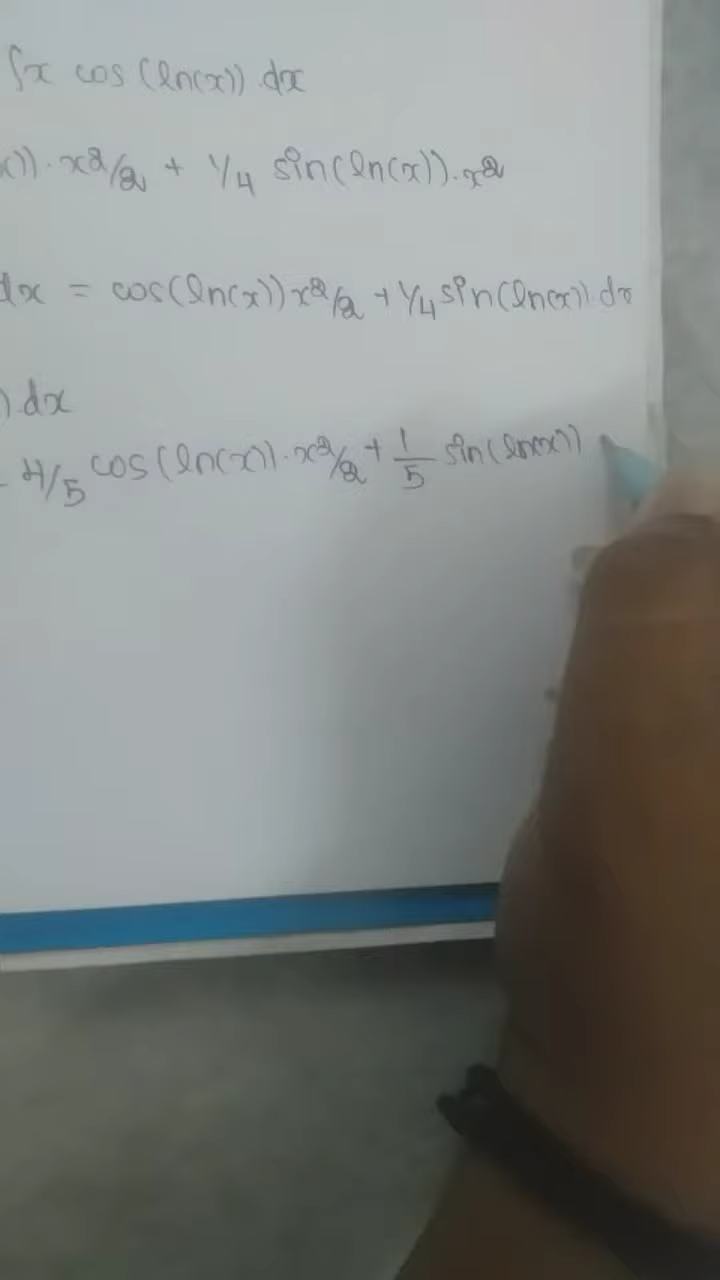 ∫x cos(ln(x)) dx
x)).x2/2 + 1/4 sin(ln(x)).x2
dx = cos(ln(x))x2/2 + 1/4 sin(ln(x)).dx
) dx
4/5 cos(ln(x)).x2/2 + 1/5 sin(ln(x))